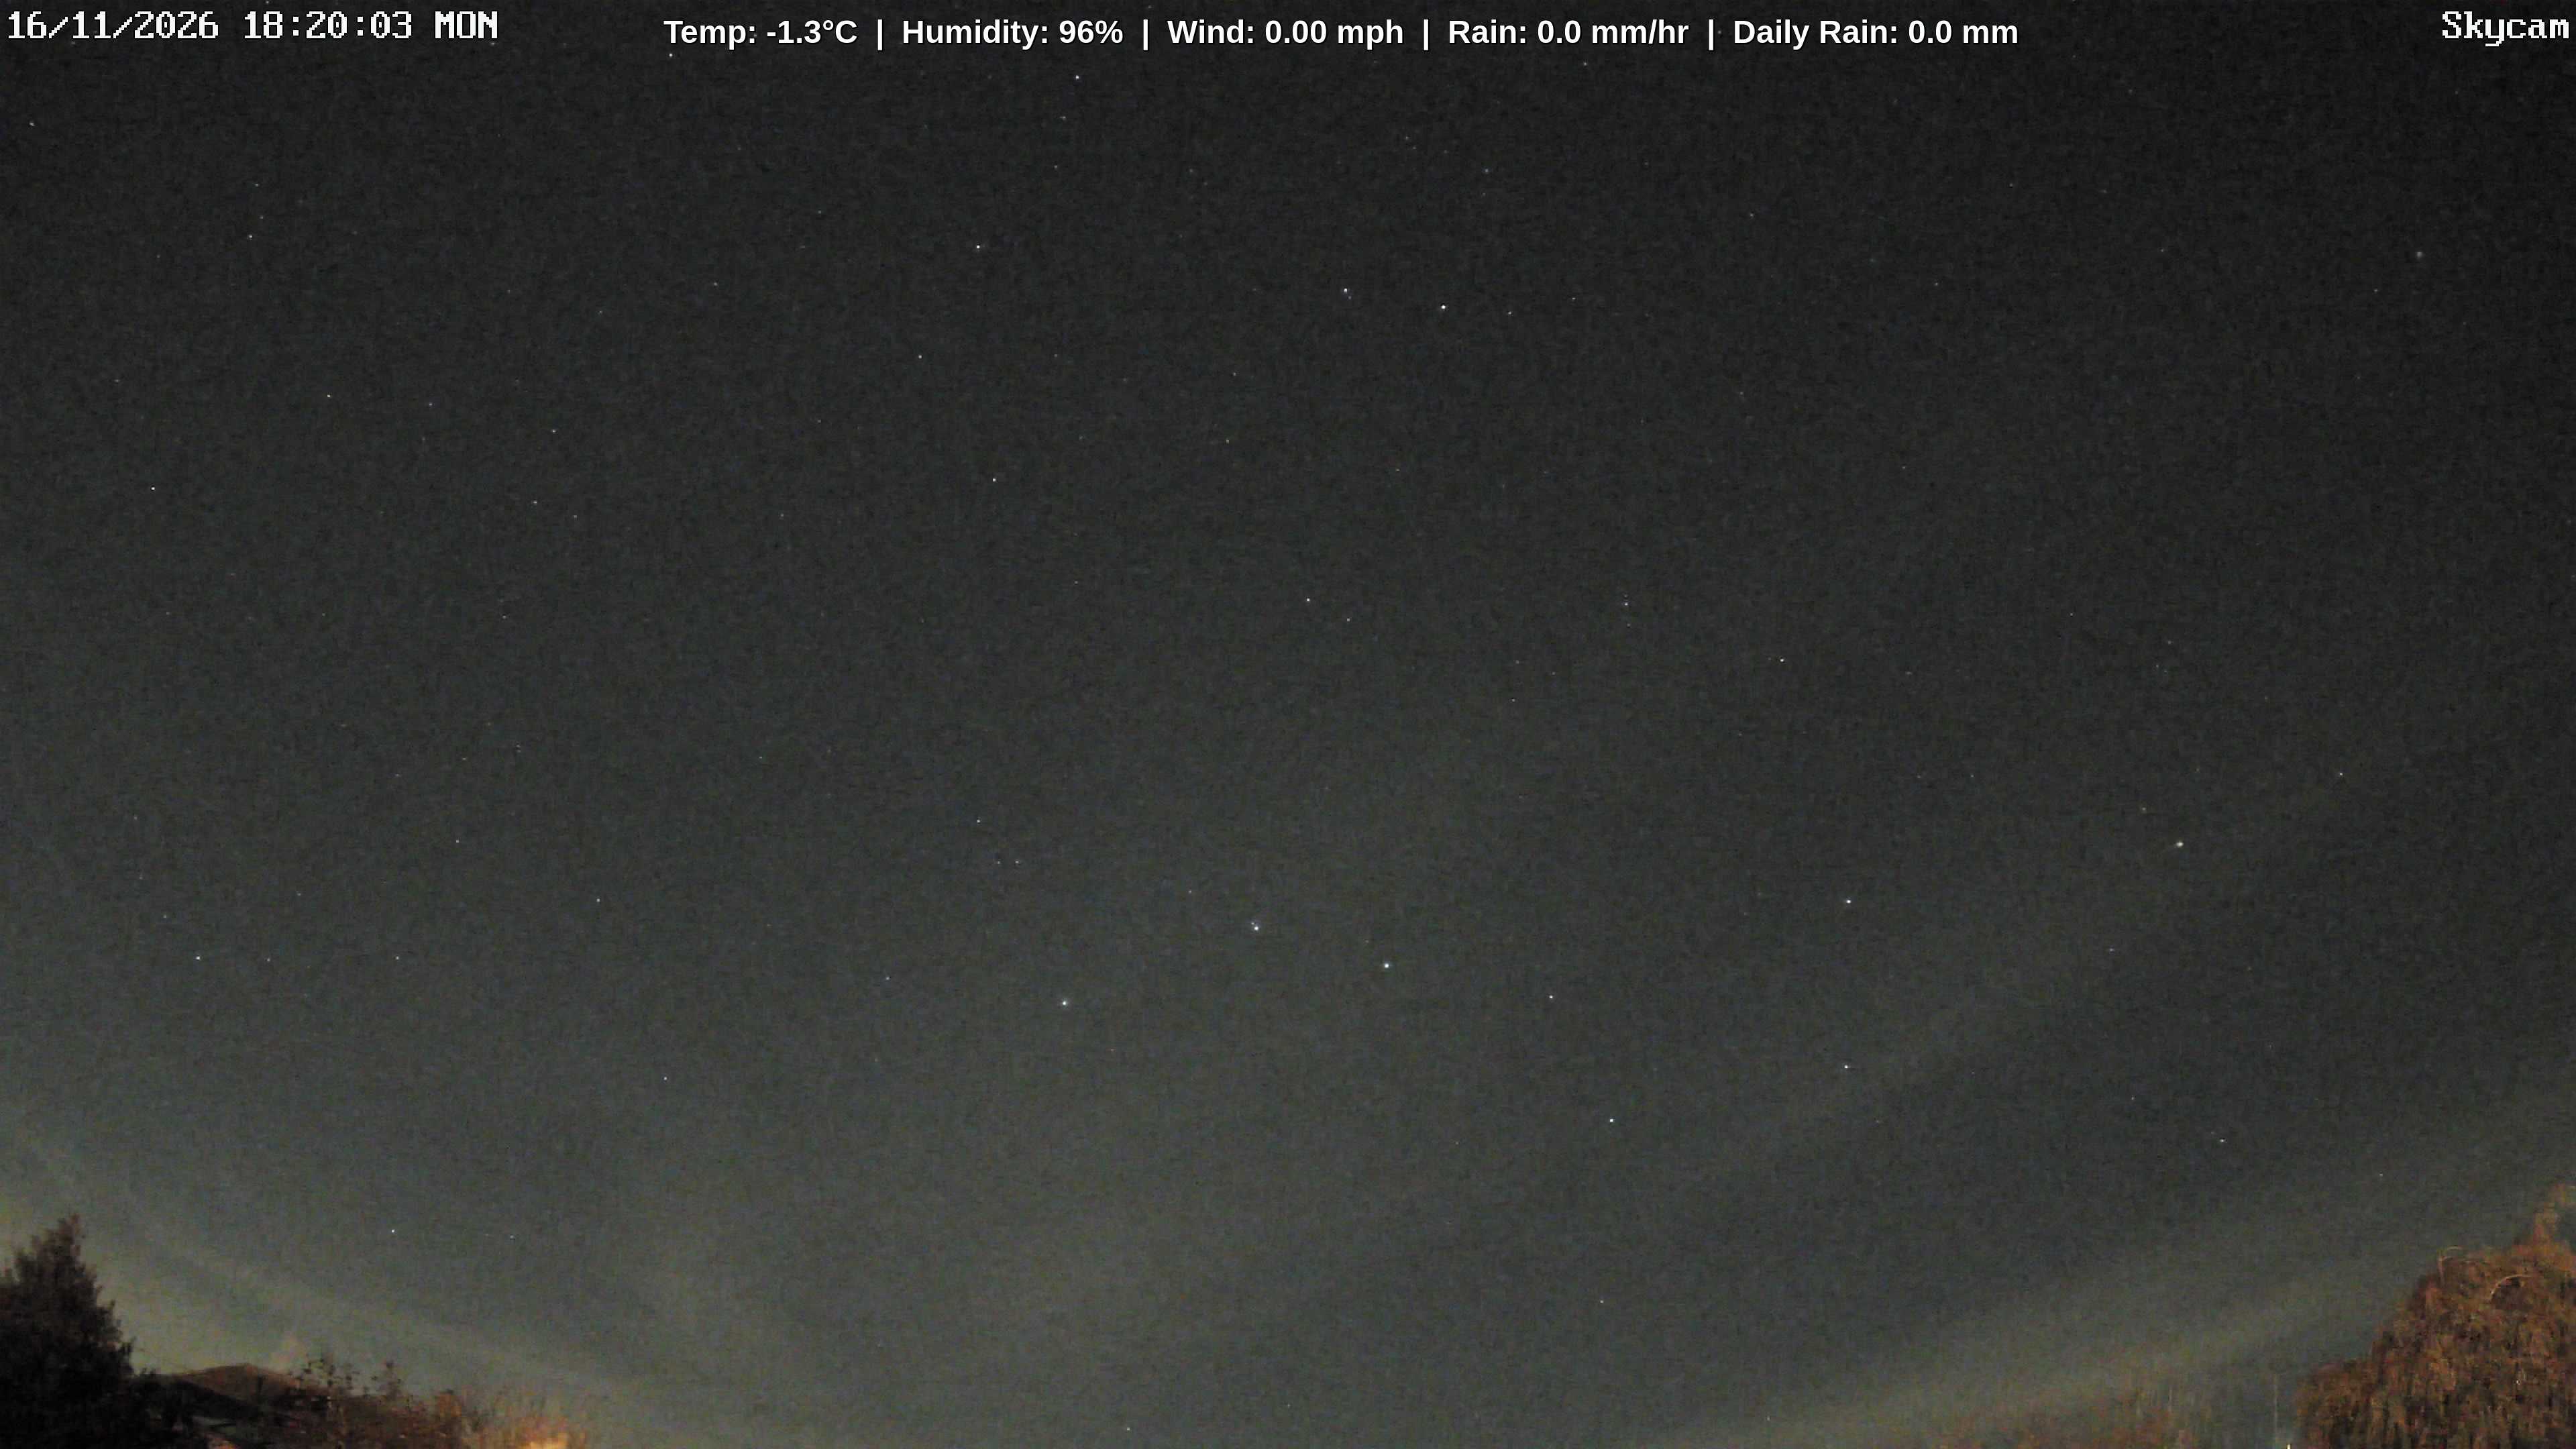 16/11/2026 18:20:03 MON
Temp: -1.3°C | Humidity: 96% | Wind: 0.00 mph | Rain: 0.0 mm/hr | Daily Rain: 0.0 mm
Skycam